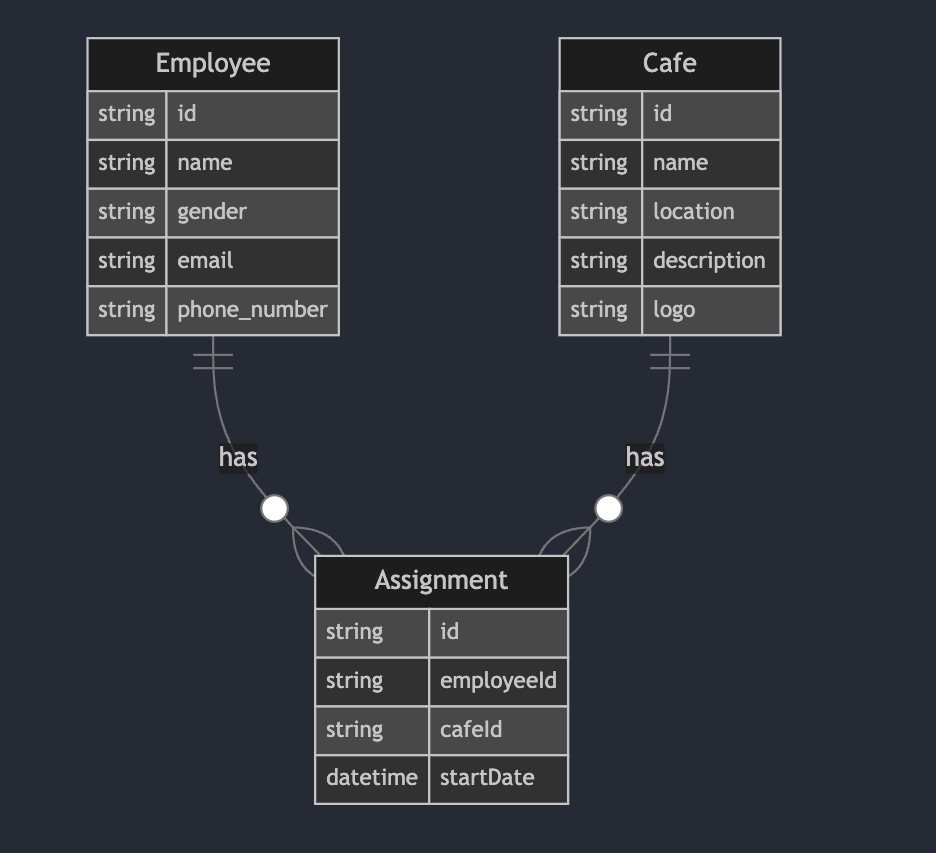 Employee
string id
string name
string gender
string email
string phone_number
Cafe
string id
string name
string location
string description
string logo
has
has
Assignment
string id
string employeeId
string cafeId
datetime startDate